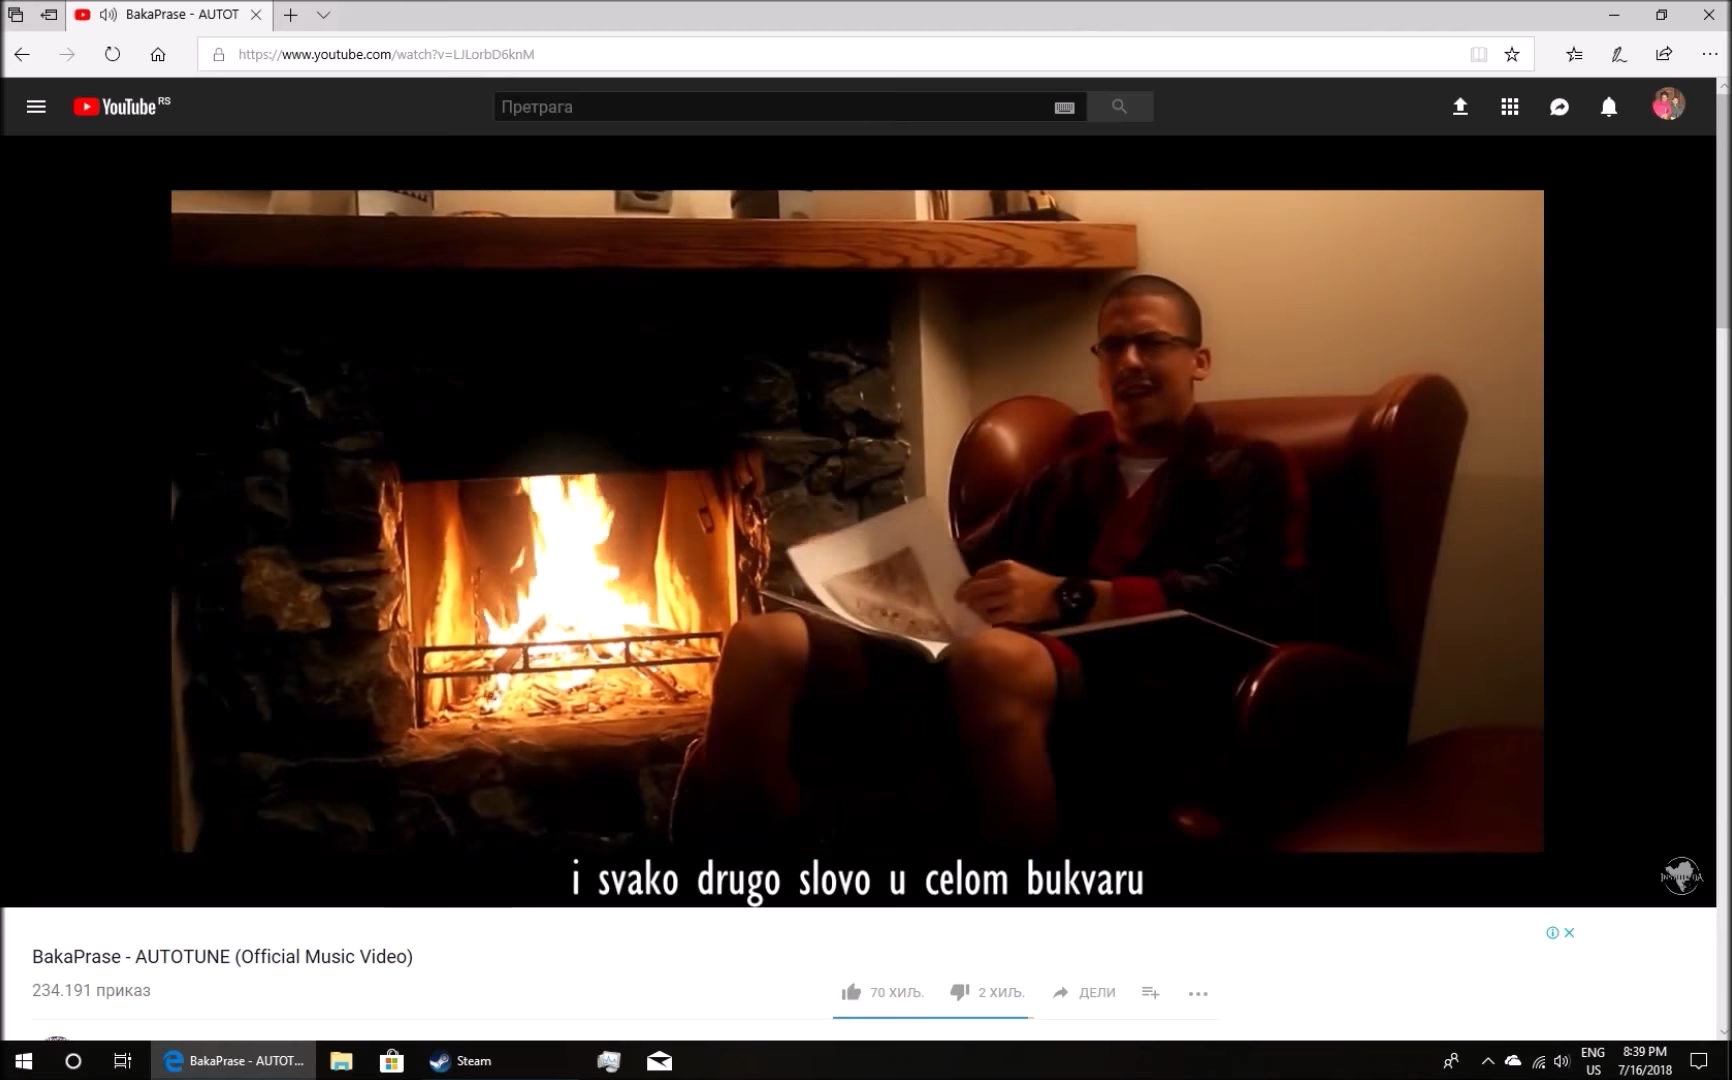 BakaPrase - AUTOT
https://www.youtube.com/watch?v=LJLorbD6knM
YouTube RS
Претрага
i svako drugo slovo u celom bukvaru
BakaPrase - AUTOTUNE (Official Music Video)
234.191 приказ
70 ХИЉ.
2 ХИЉ.
ДЕЛИ
BakaPrase - AUTOT...
Steam
ENG
US
8:39 PM
7/16/2018